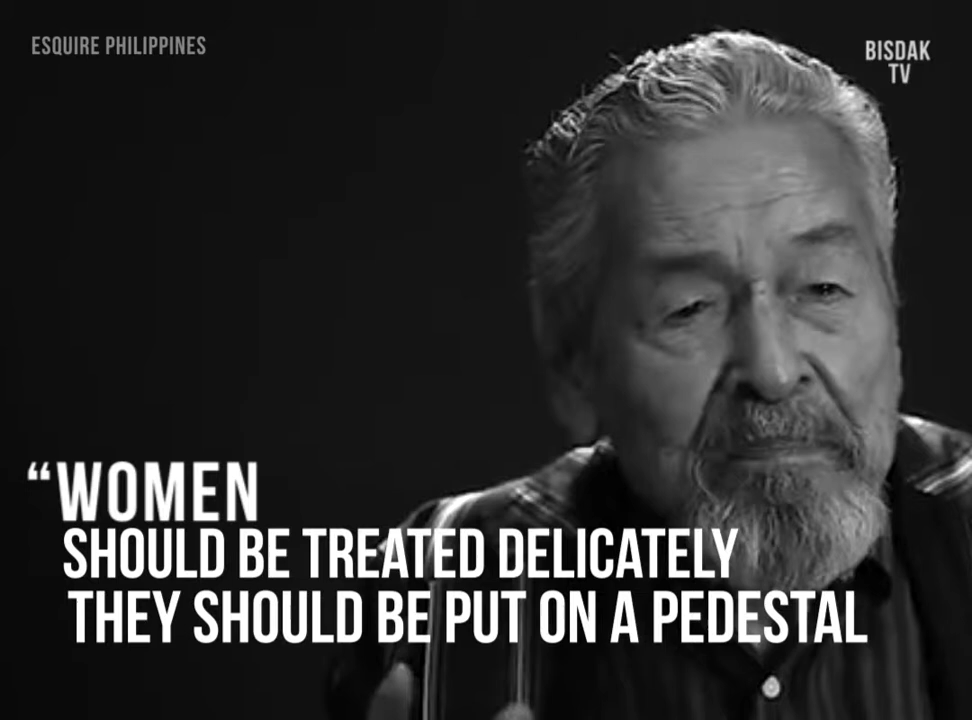 ESQUIRE PHILIPPINES
BISDAK
TV
“WOMEN
SHOULD BE TREATED DELICATELY
THEY SHOULD BE PUT ON A PEDESTAL